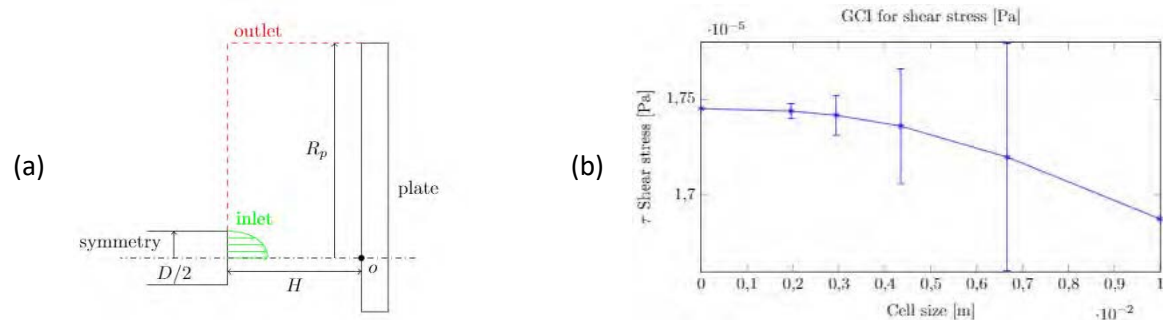 (a)
outlet
R_p
plate
inlet
symmetry
D/2
H
o
(b)
GCI for shear stress [Pa]
·10⁻⁵
τ Shear stress [Pa]
1,75
1,7
0 0,1 0,2 0,3 0,4 0,5 0,6 0,7 0,8 0,9 1
Cell size [m]
·10⁻²